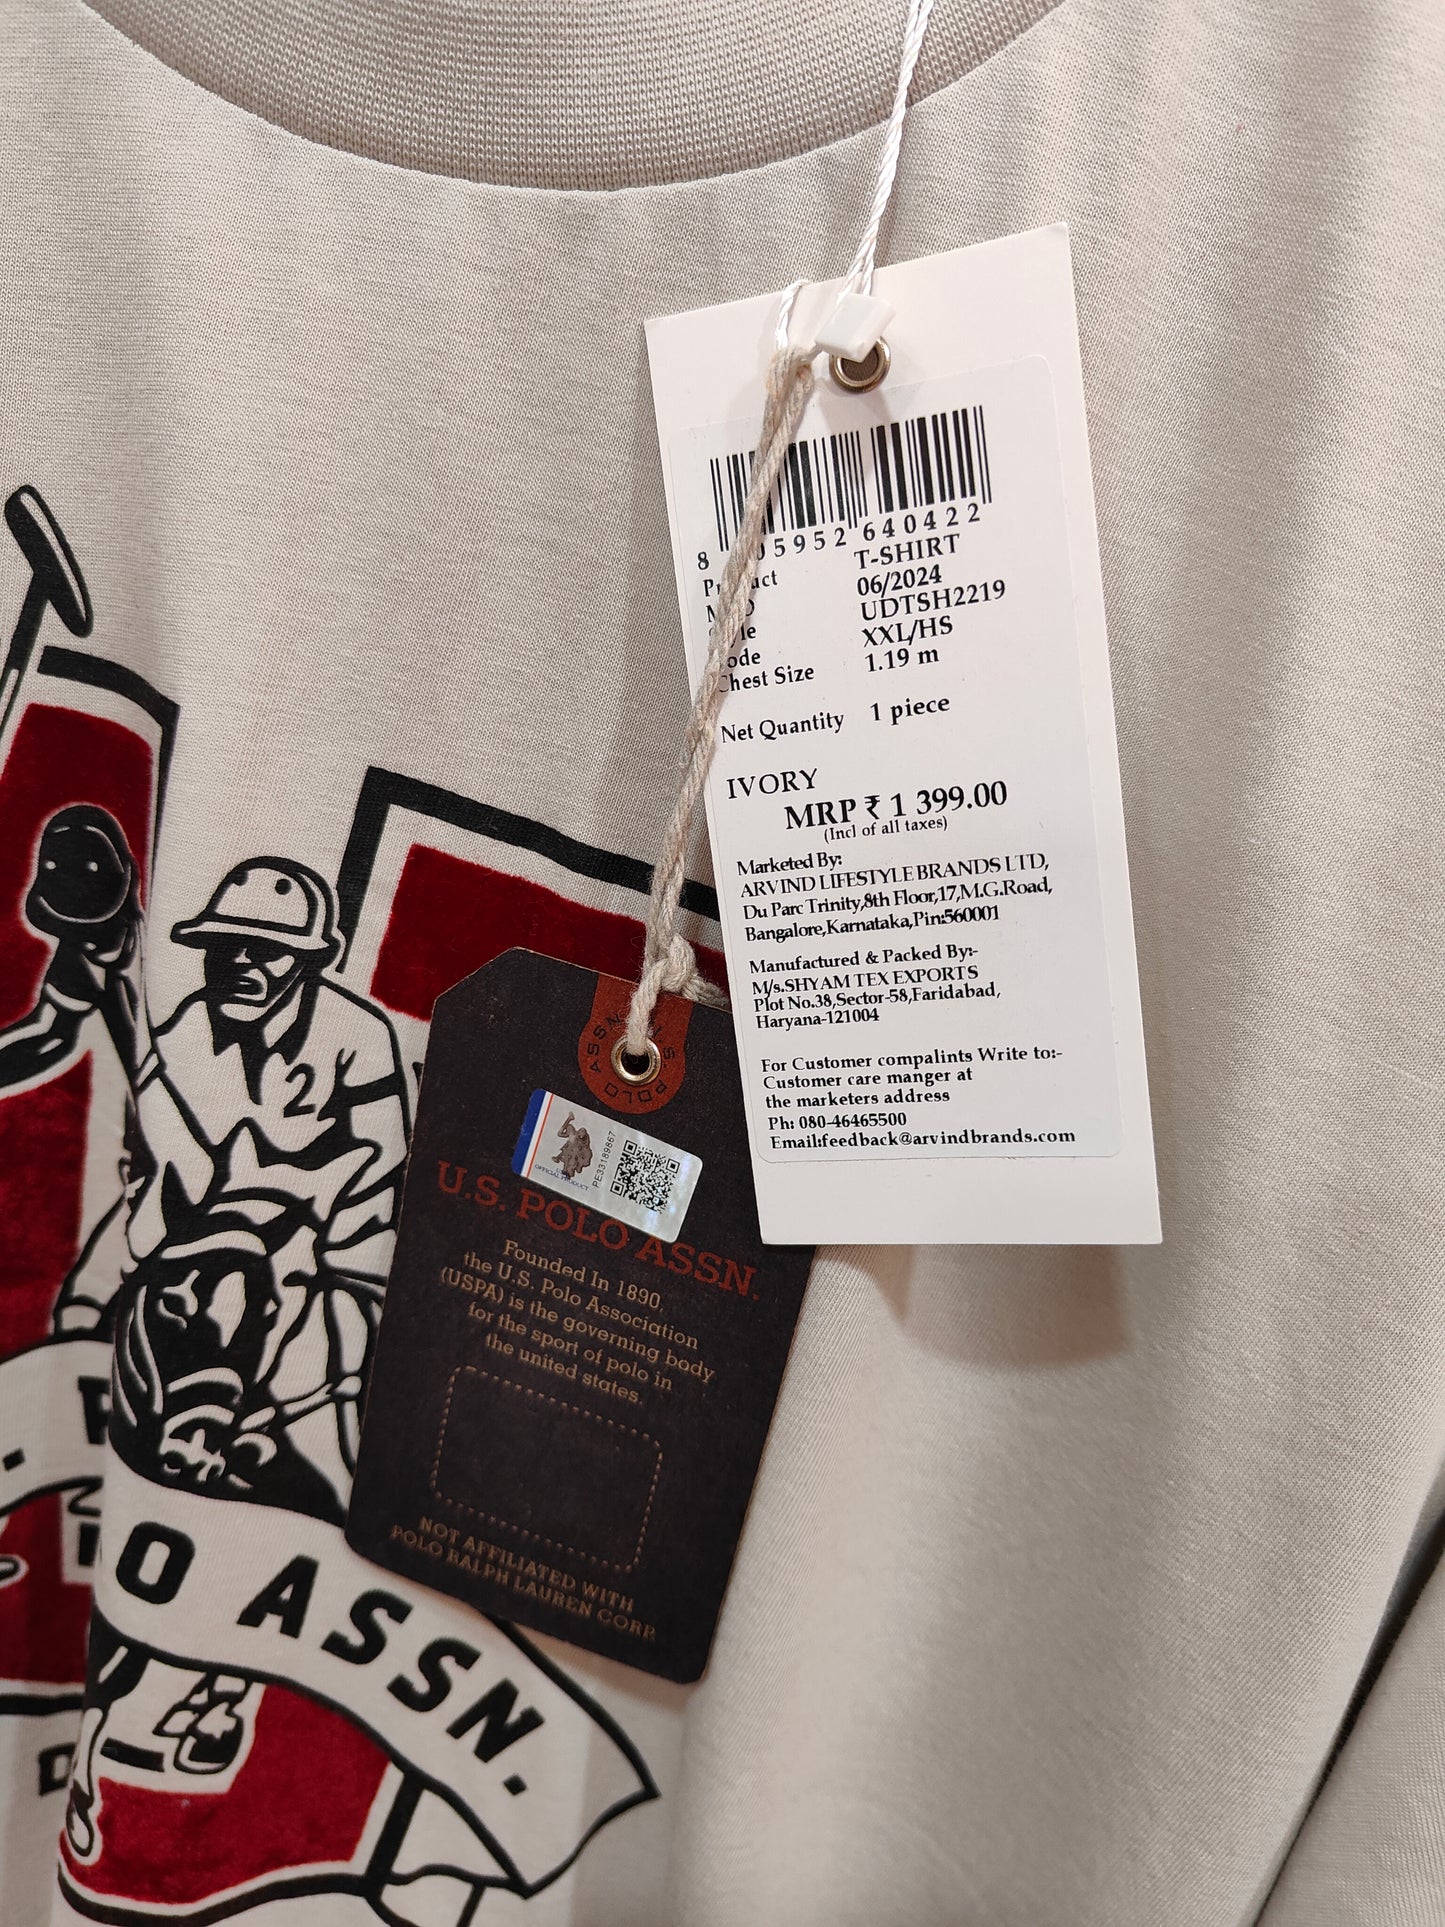 5952 640422
T-SHIRT
06/2024
UDTSH2219
XXL/HS
Chest Size 1.19 m
Net Quantity 1 piece
IVORY
MRP ₹ 1 399.00
(Incl of all taxes)
Marketed By:
ARVIND LIFESTYLE BRANDS LTD,
Du Parc Trinity,8th Floor,17,M.G.Road,
Bangalore,Karnataka,Pin:560001
Manufactured & Packed By:-
M/s.SHYAM TEX EXPORTS
Plot No.38,Sector-58,Faridabad,
Haryana-121004
For Customer compalints Write to:-
Customer care manger at
the marketers address
Ph: 080-46465500
Email:feedback@arvindbrands.com
OFFICIAL PRODUCT
PE33189867
U.S. POLO ASSN.
Founded In 1890,
the U.S. Polo Association
(USPA) is the governing body
for the sport of polo in
the united states.
NOT AFFILIATED WITH
POLO RALPH LAUREN CORP.
2
O ASSN.